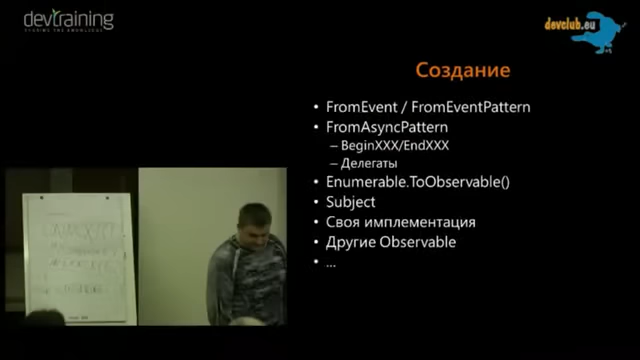 devtraining
SHARING THE KNOWLEDGE
devclub.eu
Создание
• FromEvent / FromEventPattern
• FromAsyncPattern
– BeginXXX/EndXXX
– Делегаты
• Enumerable.ToObservable()
• Subject
• Своя имплементация
• Другие Observable
• ...